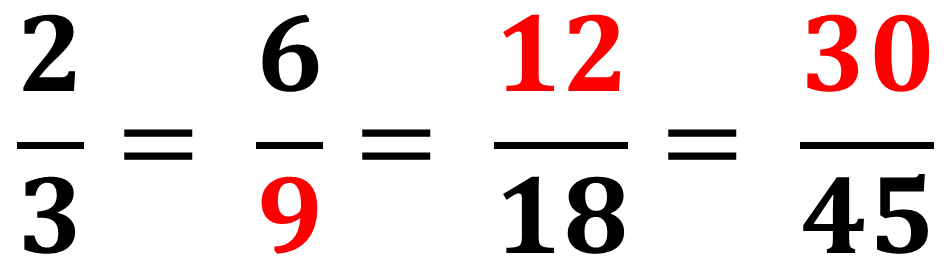 2/3 = 6/9 = 12/18 = 30/45